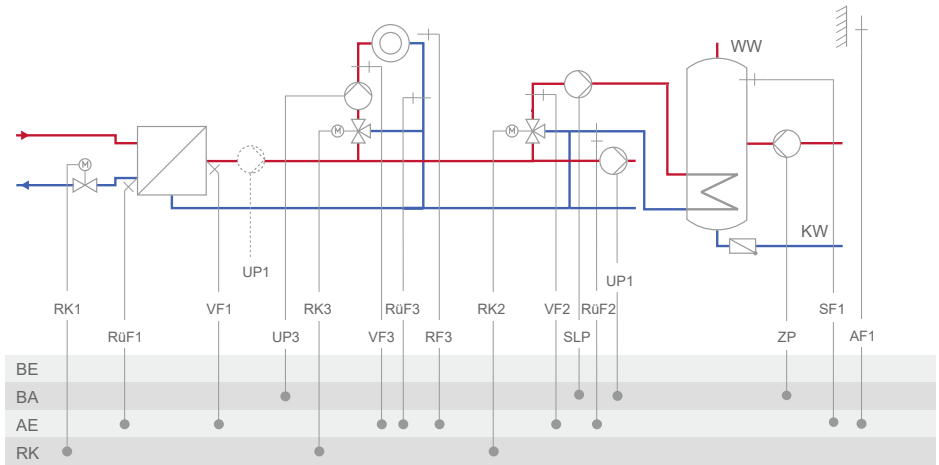 WW
M
M
M
KW
UP1
UP1
RK1
VF1
RK3
RüF3
RK2
VF2
RüF2
SF1
RüF1
UP3
VF3
RF3
SLP
ZP
AF1
BE
BA
AE
RK